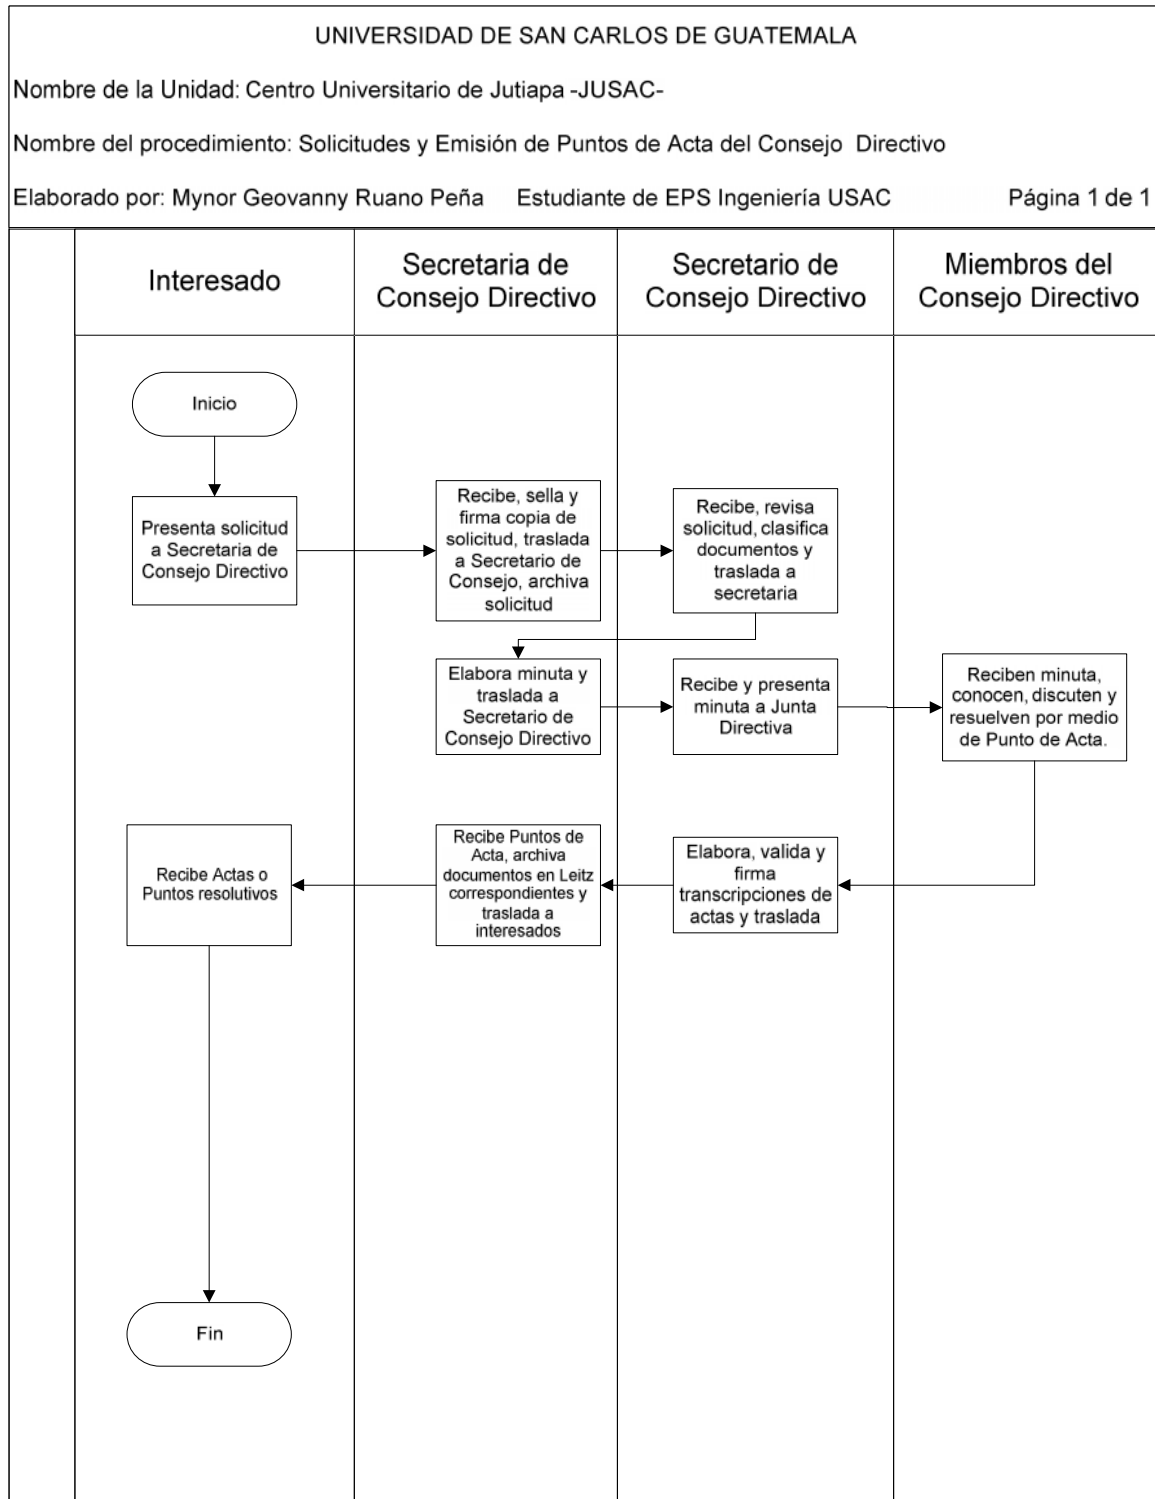 UNIVERSIDAD DE SAN CARLOS DE GUATEMALA
Nombre de la Unidad: Centro Universitario de Jutiapa -JUSAC-
Nombre del procedimiento: Solicitudes y Emisión de Puntos de Acta del Consejo Directivo
Elaborado por: Mynor Geovanny Ruano Peña Estudiante de EPS Ingeniería USAC Página 1 de 1
Interesado
Secretaria de
Consejo Directivo
Secretario de
Consejo Directivo
Miembros del
Consejo Directivo
Inicio
Presenta solicitud
a Secretaria de
Consejo Directivo
Recibe, sella y
firma copia de
solicitud, traslada
a Secretario de
Consejo, archiva
solicitud
Recibe, revisa
solicitud, clasifica
documentos y
traslada a
secretaria
Elabora minuta y
traslada a
Secretario de
Consejo Directivo
Recibe y presenta
minuta a Junta
Directiva
Reciben minuta,
conocen, discuten y
resuelven por medio
de Punto de Acta.
Elabora, valida y
firma
transcripciones de
actas y traslada
Recibe Puntos de
Acta, archiva
documentos en Leitz
correspondientes y
traslada a
interesados
Recibe Actas o
Puntos resolutivos
Fin